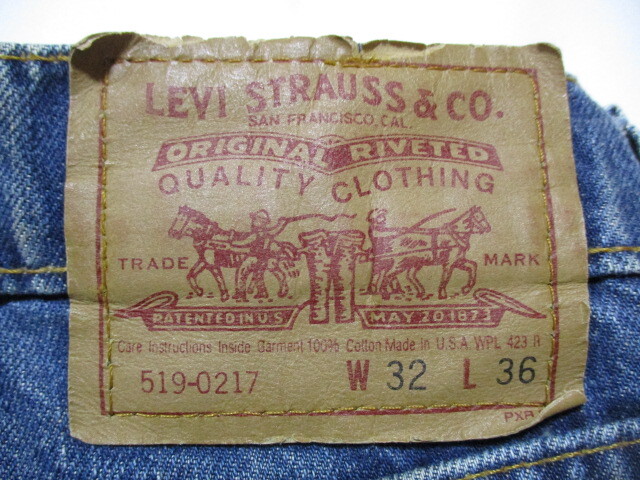 LEVI STRAUSS & CO.
SAN FRANCISCO, CAL.
ORIGINAL RIVETED
QUALITY CLOTHING
TRADE MARK
PATENTED IN U.S. MAY 20 1873
Care Instructions Inside Garment 100% Cotton Made in U.S.A. WPL 423 R
519-0217 W 32 L 36